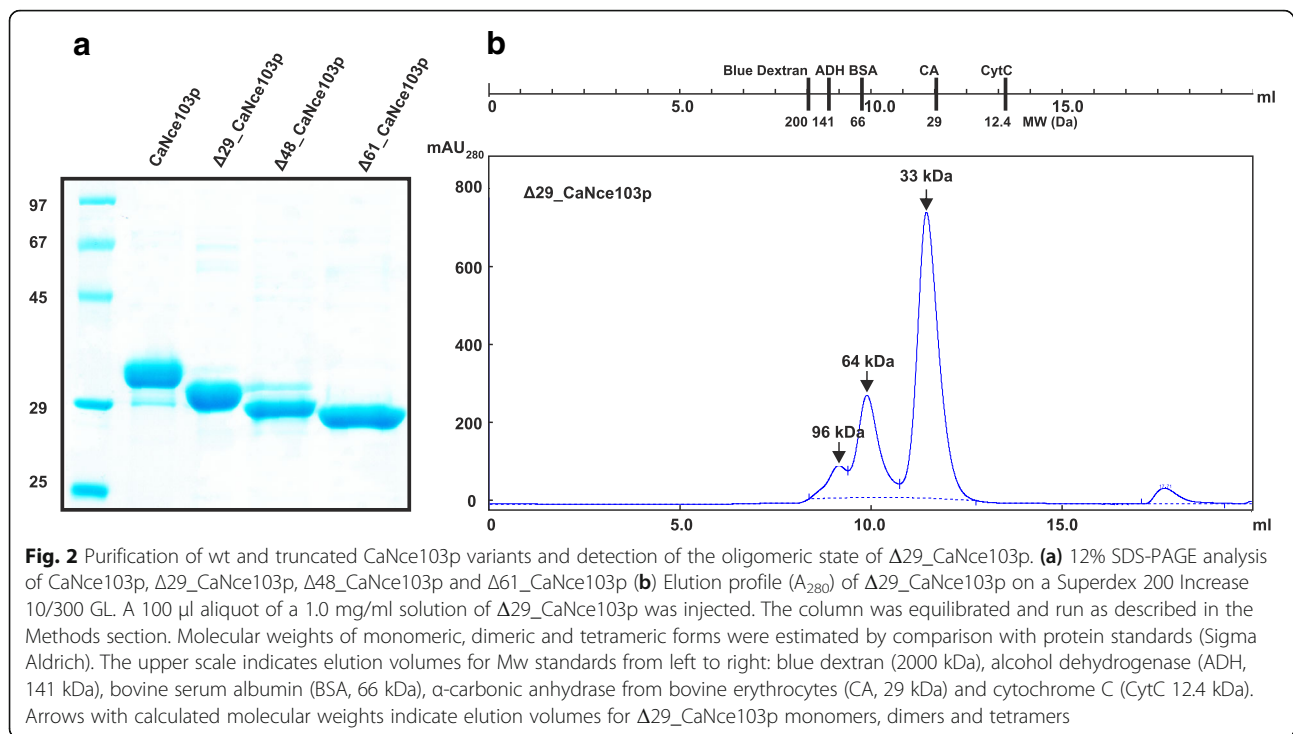 a
CaNce103p
Δ29_CaNce103p
Δ48_CaNce103p
Δ61_CaNce103p
97
67
45
29
25
b
Blue Dextran ADH BSA CA CytC
0 5.0 10.0 15.0 ml
200 141 66 29 12.4 MW (Da)
mAU280
800
600
400
200
0
Δ29_CaNce103p
33 kDa
64 kDa
96 kDa
0 5.0 10.0 15.0 ml
Fig. 2 Purification of wt and truncated CaNce103p variants and detection of the oligomeric state of Δ29_CaNce103p. (a) 12% SDS-PAGE analysis
of CaNce103p, Δ29_CaNce103p, Δ48_CaNce103p and Δ61_CaNce103p (b) Elution profile (A280) of Δ29_CaNce103p on a Superdex 200 Increase
10/300 GL. A 100 μl aliquot of a 1.0 mg/ml solution of Δ29_CaNce103p was injected. The column was equilibrated and run as described in the
Methods section. Molecular weights of monomeric, dimeric and tetrameric forms were estimated by comparison with protein standards (Sigma
Aldrich). The upper scale indicates elution volumes for Mw standards from left to right: blue dextran (2000 kDa), alcohol dehydrogenase (ADH,
141 kDa), bovine serum albumin (BSA, 66 kDa), α-carbonic anhydrase from bovine erythrocytes (CA, 29 kDa) and cytochrome C (CytC 12.4 kDa).
Arrows with calculated molecular weights indicate elution volumes for Δ29_CaNce103p monomers, dimers and tetramers